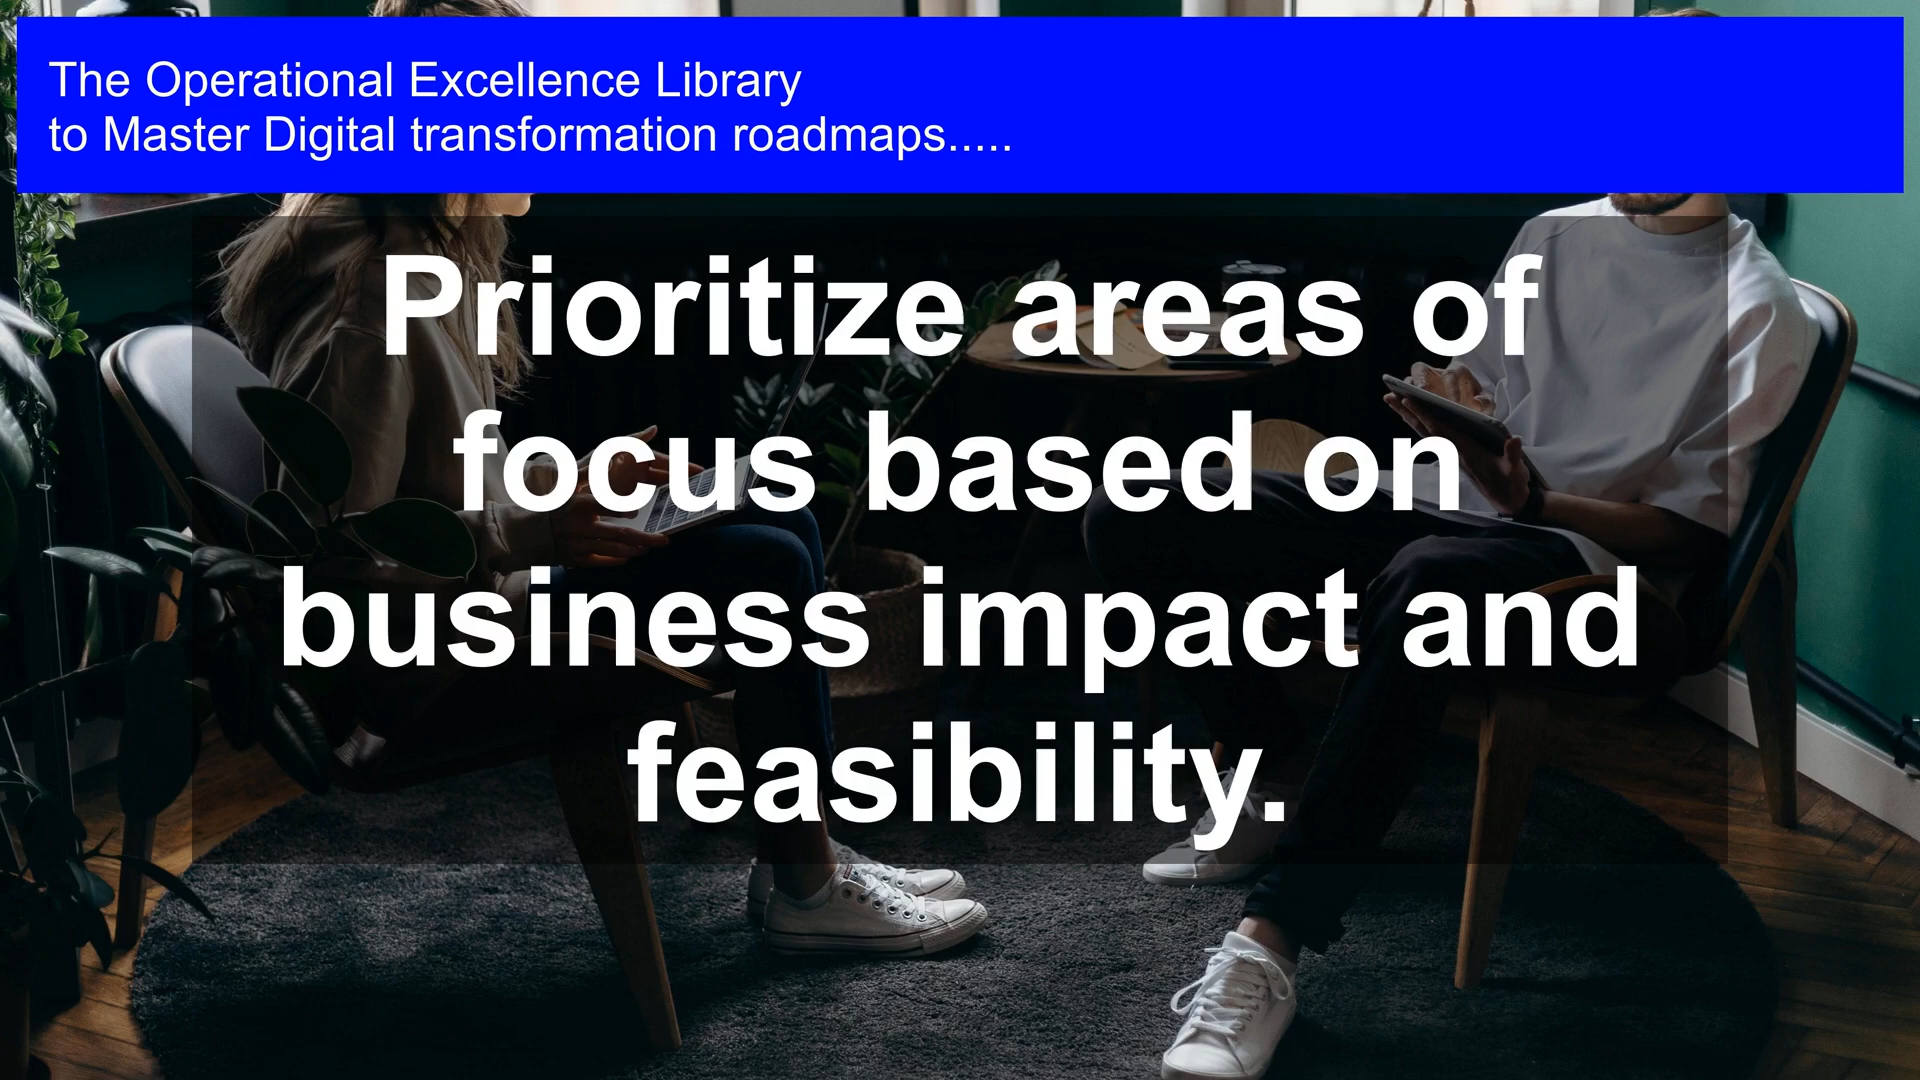 The Operational Excellence Library
to Master Digital transformation roadmaps.....
Prioritize areas of
focus based on
business impact and
feasibility.